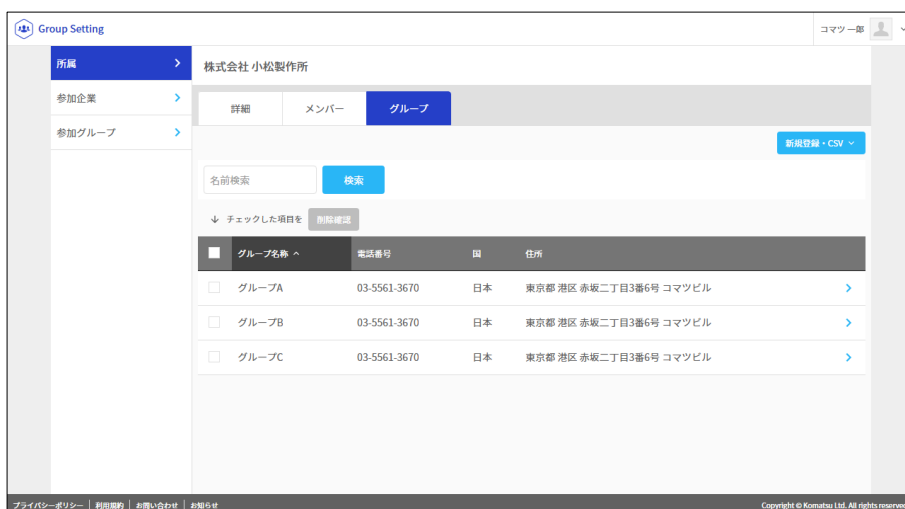 Group Setting
コマツ 一郎
所属
参加企業
参加グループ
株式会社 小松製作所
詳細 メンバー グループ
新規登録・CSV
名前検索 検索
↓ チェックした項目を 削除確認
グループ名称 電話番号 国 住所
グループA 03-5561-3670 日本 東京都 港区 赤坂二丁目3番6号 コマツビル
グループB 03-5561-3670 日本 東京都 港区 赤坂二丁目3番6号 コマツビル
グループC 03-5561-3670 日本 東京都 港区 赤坂二丁目3番6号 コマツビル
プライバシーポリシー | 利用規約 | お問い合わせ | お知らせ
Copyright © Komatsu Ltd. All rights reserved